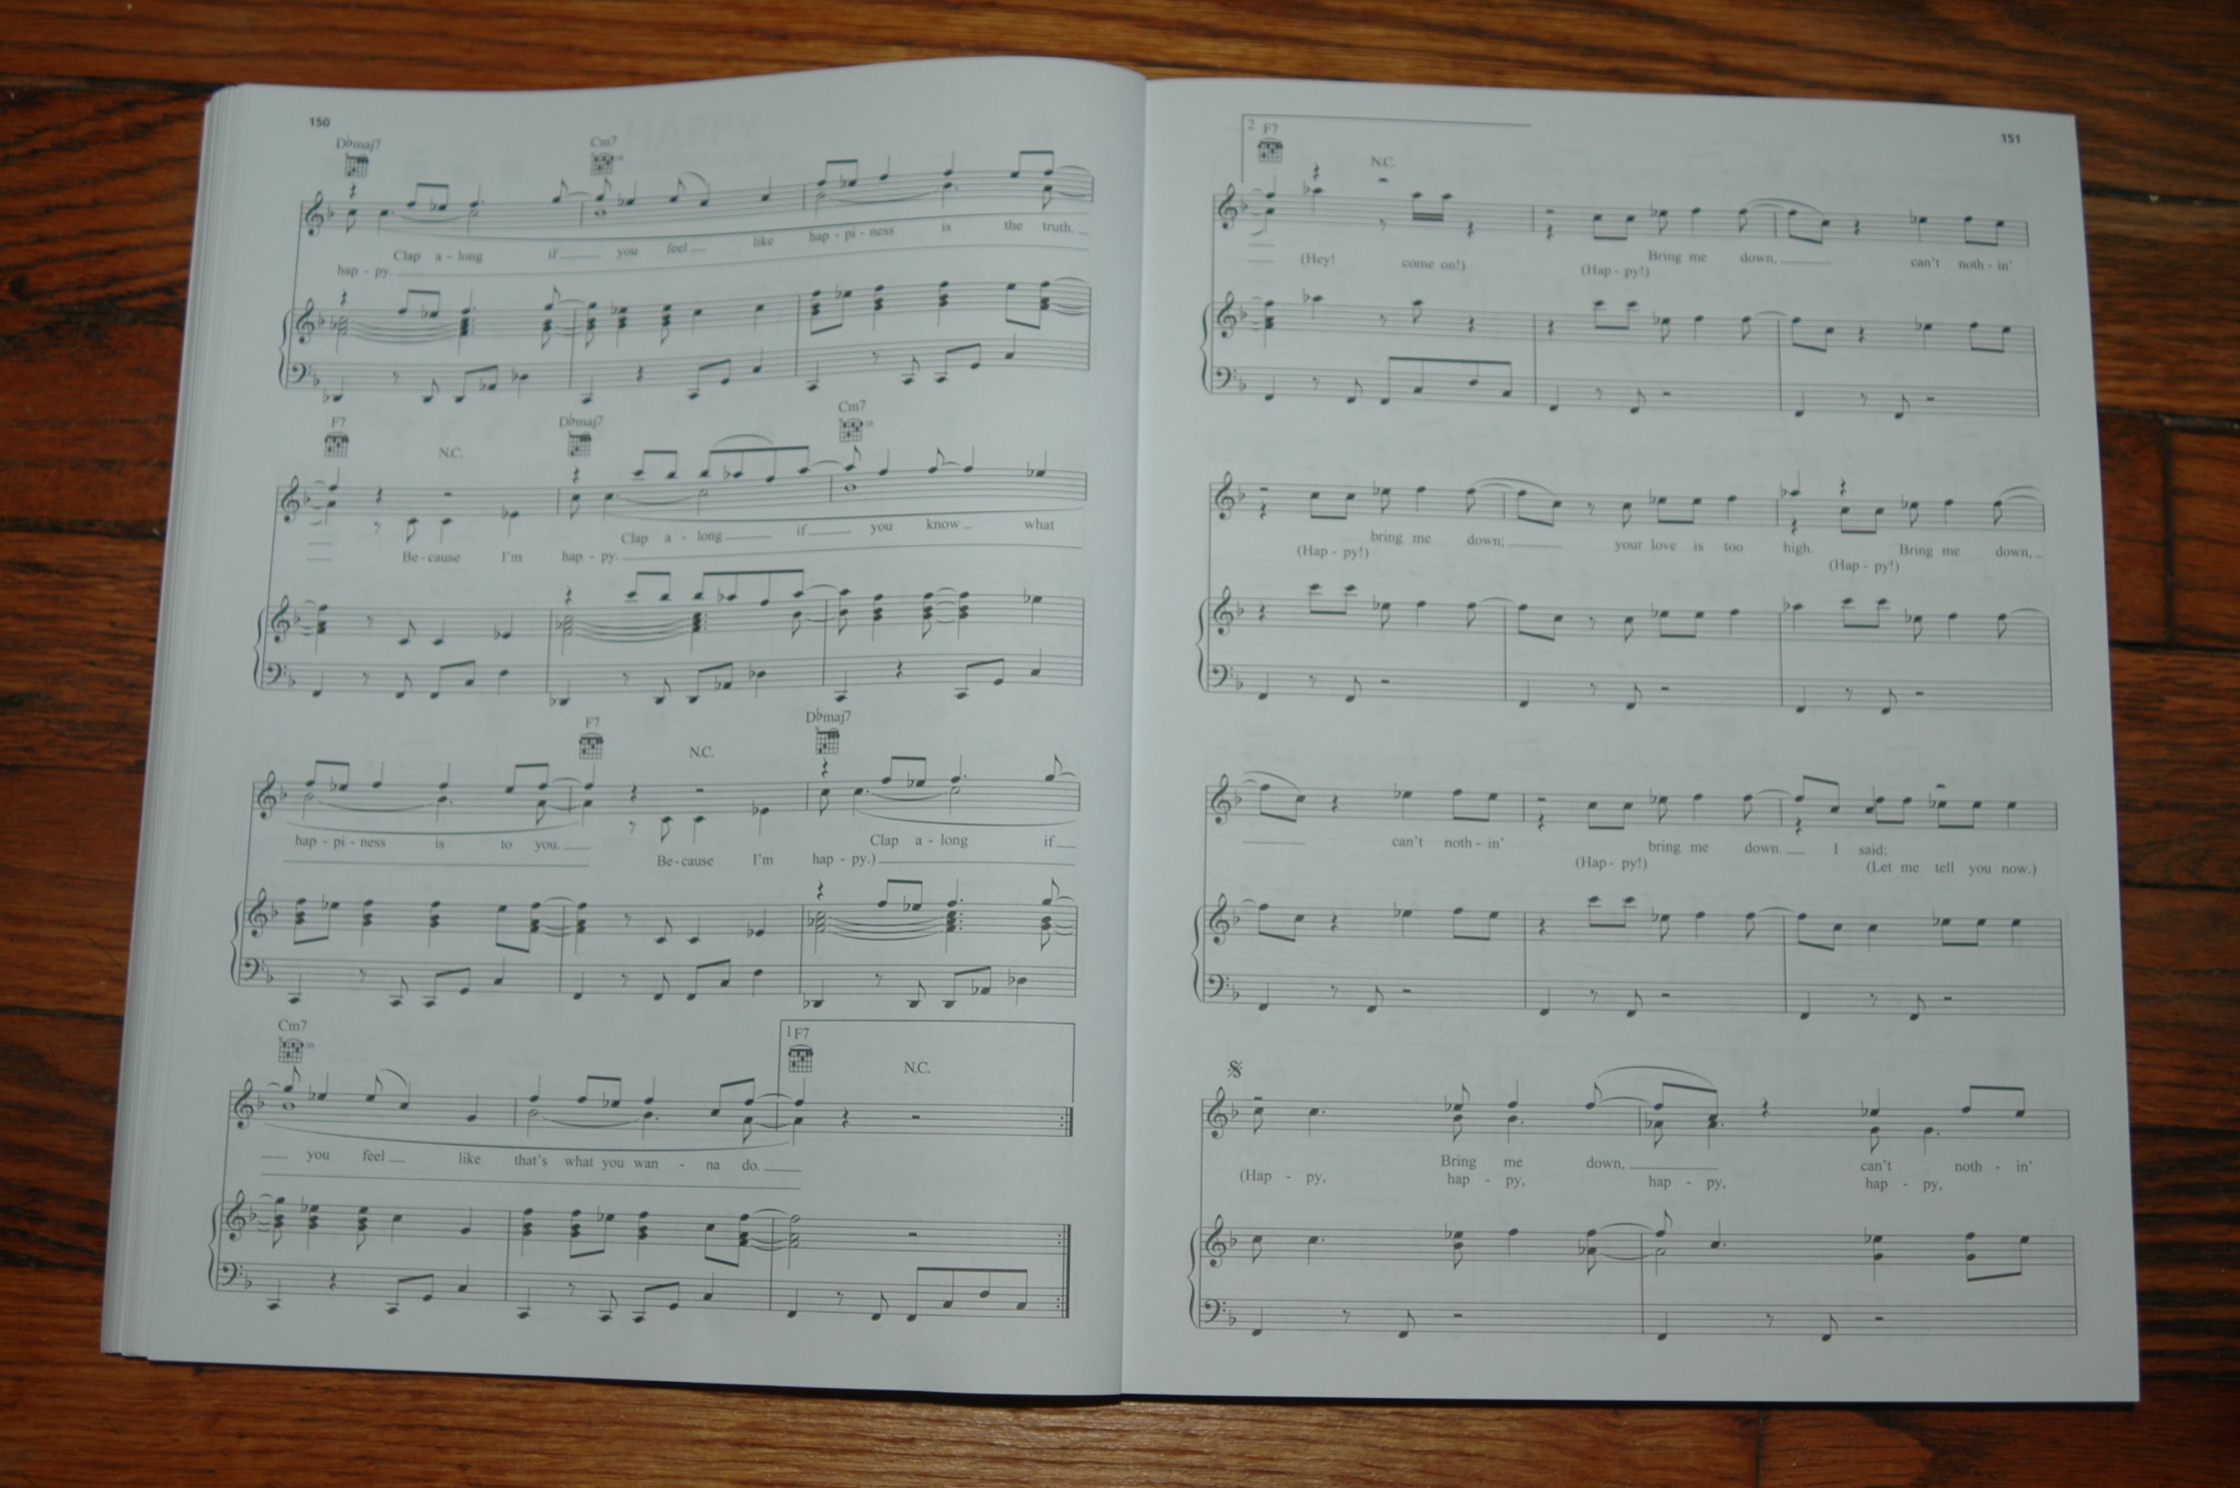 150
HAPPY
D♭maj7 Cm7
Clap a - long if you feel like hap - pi - ness is the truth.
hap - py.
F7 N.C. D♭maj7 Cm7
Clap a - long if you know what
Be - cause I'm hap - py.
F7 N.C. D♭maj7
hap - pi - ness is to you. Clap a - long if
Be - cause I'm hap - py.)
Cm7 1 F7 N.C.
you feel like that's what you wan - na do.
151
2 F7 N.C.
Bring me down, can't noth - in'
(Hey! come on!) (Hap - py!)
bring me down; your love is too high. Bring me down,
(Hap - py!) (Hap - py!)
can't noth - in' bring me down. I said:
(Hap - py!) (Let me tell you now.)
Bring me down, can't noth - in'
(Hap - py, hap - py, hap - py, hap - py,